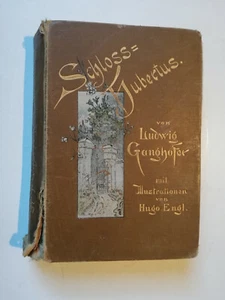 Schloss=
Hubertus.
von
Ludwig
Ganghofer
mit
Illustrationen
von
Hugo Engl.